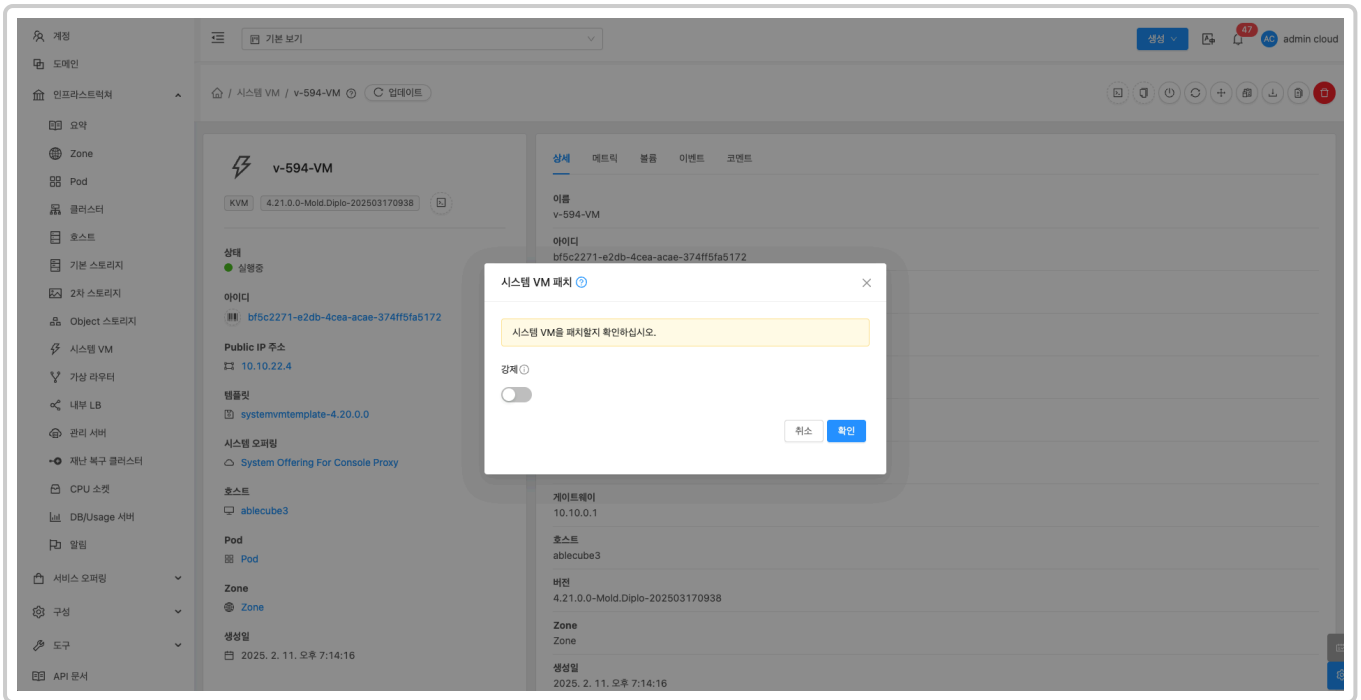 계정
도메인
인프라스트럭쳐
요약
Zone
Pod
클러스터
호스트
기본 스토리지
2차 스토리지
Object 스토리지
시스템 VM
가상 라우터
내부 LB
관리 서버
재난 복구 클러스터
CPU 소켓
DB/Usage 서버
알림
서비스 오퍼링
구성
도구
API 문서
기본 보기
생성
47
AC
admin cloud
/ 시스템 VM / v-594-VM
업데이트
v-594-VM
KVM 4.21.0.0-Mold.Diplo-202503170938
상태
실행중
아이디
bf5c2271-e2db-4cea-acae-374ff5fa5172
Public IP 주소
10.10.22.4
템플릿
systemvmtemplate-4.20.0.0
시스템 오퍼링
System Offering For Console Proxy
호스트
ablecube3
Pod
Pod
Zone
Zone
생성일
2025. 2. 11. 오후 7:14:16
상세 메트릭 볼륨 이벤트 코멘트
이름
v-594-VM
아이디
bf5c2271-e2db-4cea-acae-374ff5fa5172
시스템 VM 패치
시스템 VM을 패치할지 확인하십시오.
강제
취소 확인
게이트웨이
10.10.0.1
호스트
ablecube3
버전
4.21.0.0-Mold.Diplo-202503170938
Zone
Zone
생성일
2025. 2. 11. 오후 7:14:16